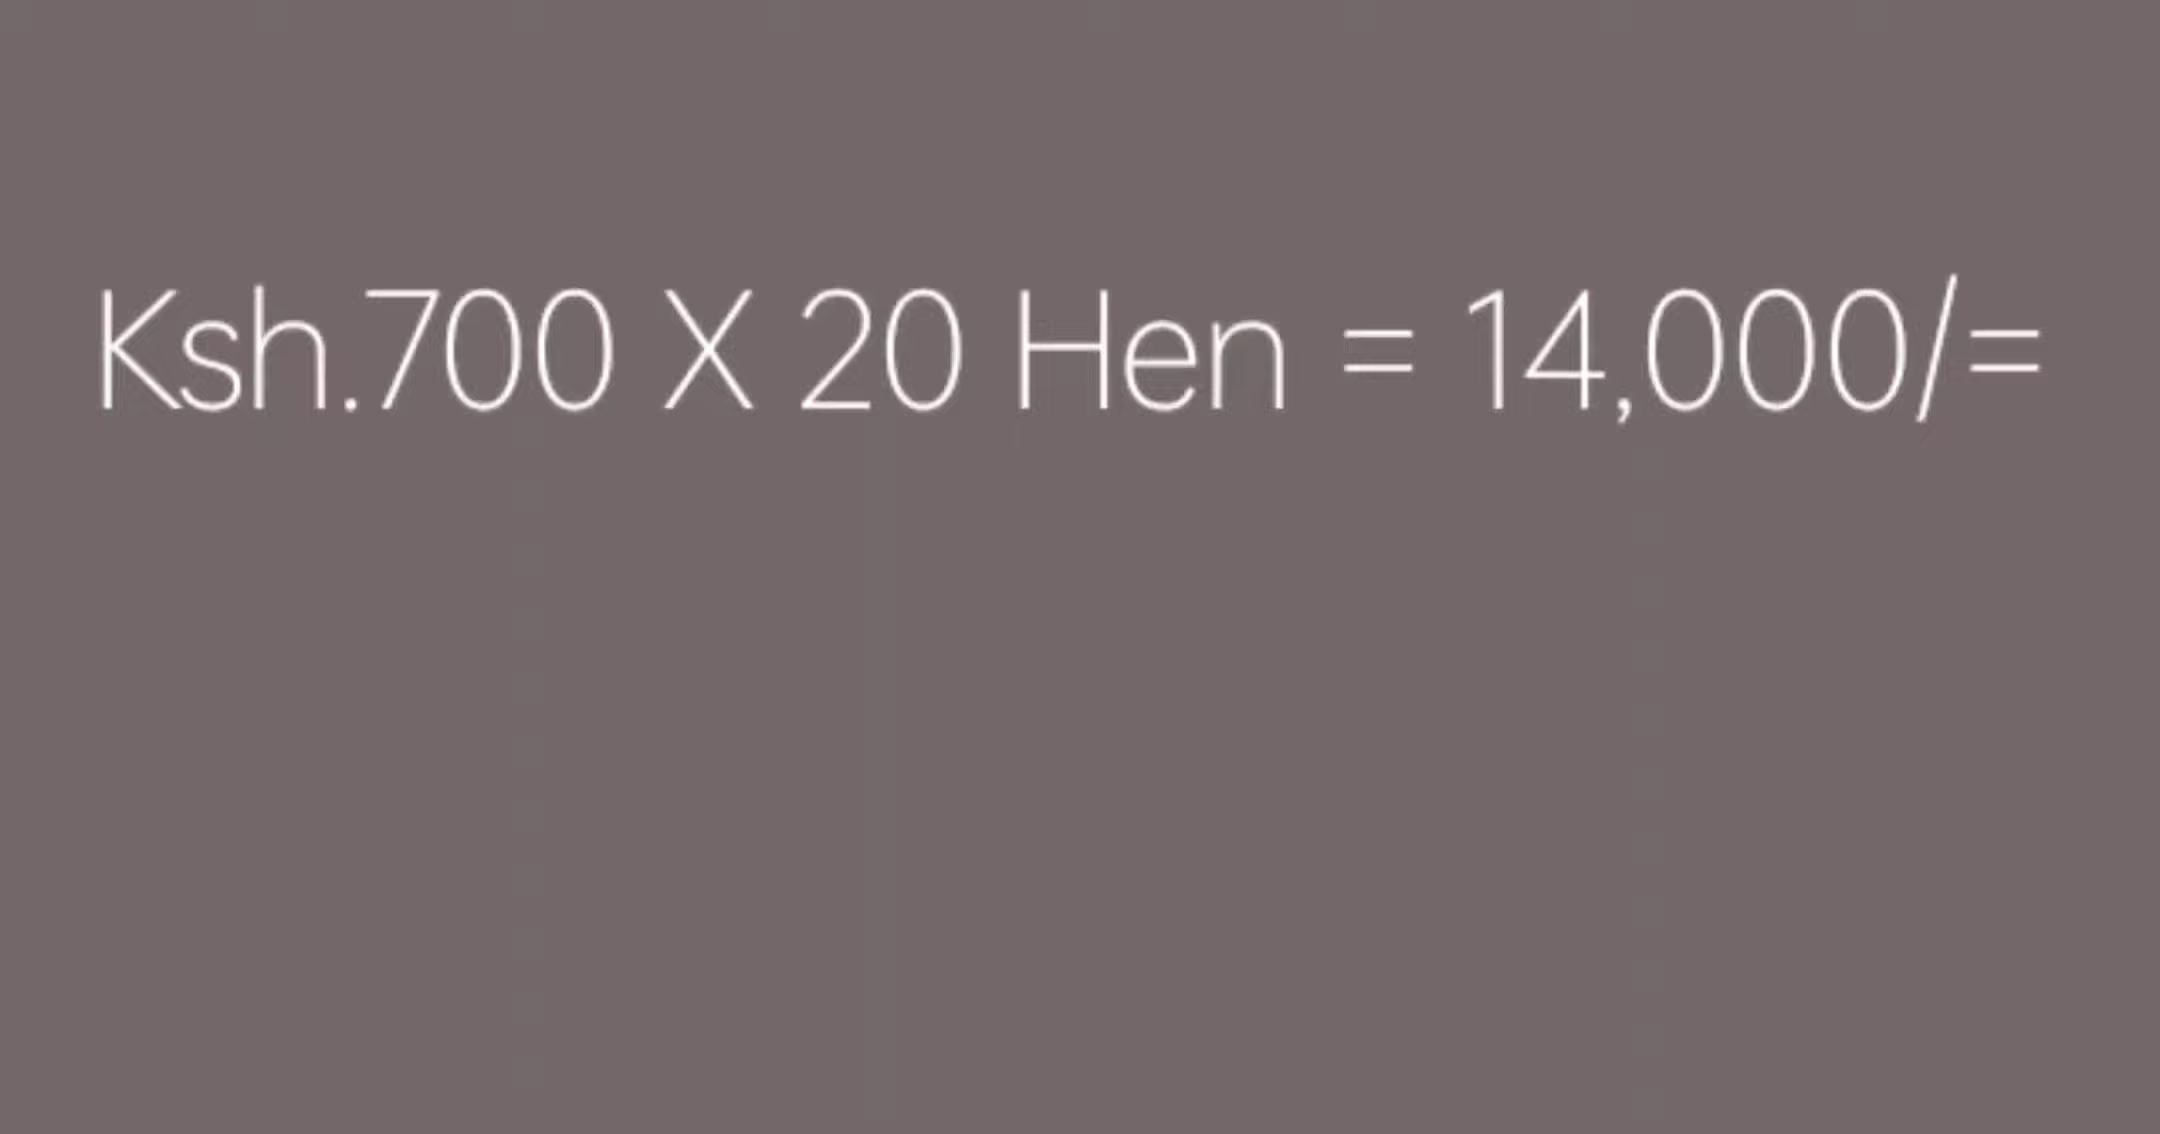 Ksh.700 X 20 Hen = 14,000/=